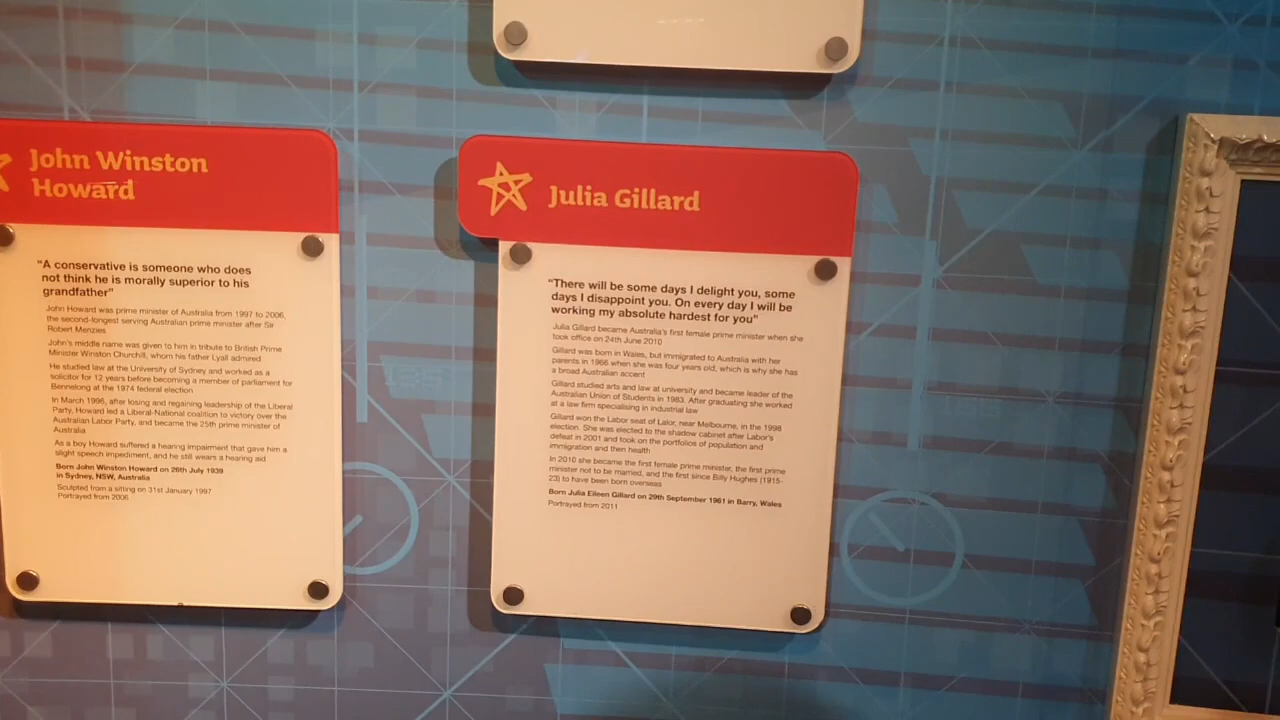 John Winston
Howard
"A conservative is someone who does
not think he is morally superior to his
grandfather"
John Howard was prime minister of Australia from 1997 to 2006,
the second-longest serving Australian prime minister after Sir
Robert Menzies
John's middle name was given to him in tribute to British Prime
Minister Winston Churchill, whom his father Lyall admired
He studied law at the University of Sydney and worked as a
solicitor for 12 years before becoming a member of parliament for
Bennelong at the 1974 federal election
In March 1996, after losing and regaining leadership of the Liberal
Party, Howard led a Liberal-National coalition to victory over the
Australian Labor Party, and became the 25th prime minister of
Australia
As a boy Howard suffered a hearing impairment that gave him a
slight speech impediment, and he still wears a hearing aid
Born John Winston Howard on 26th July 1939
in Sydney, NSW, Australia
Sculpted from a sitting on 31st January 1997
Portrayed from 2006
Julia Gillard
"There will be some days I delight you, some
days I disappoint you. On every day I will be
working my absolute hardest for you"
Julia Gillard became Australia's first female prime minister when she
took office on 24th June 2010
Gillard was born in Wales, but immigrated to Australia with her
parents in 1966 when she was four years old, which is why she has
a broad Australian accent
Gillard studied arts and law at university and became leader of the
Australian Union of Students in 1983. After graduating she worked
at a law firm specialising in industrial law
Gillard won the Labor seat of Lalor, near Melbourne, in the 1998
election. She was elected to the shadow cabinet after Labor's
defeat in 2001 and took on the portfolios of population and
immigration and then health
In 2010 she became the first female prime minister, the first prime
minister not to be married, and the first since Billy Hughes (1915-
23) to have been born overseas
Born Julia Eileen Gillard on 29th September 1961 in Barry, Wales
Portrayed from 2011